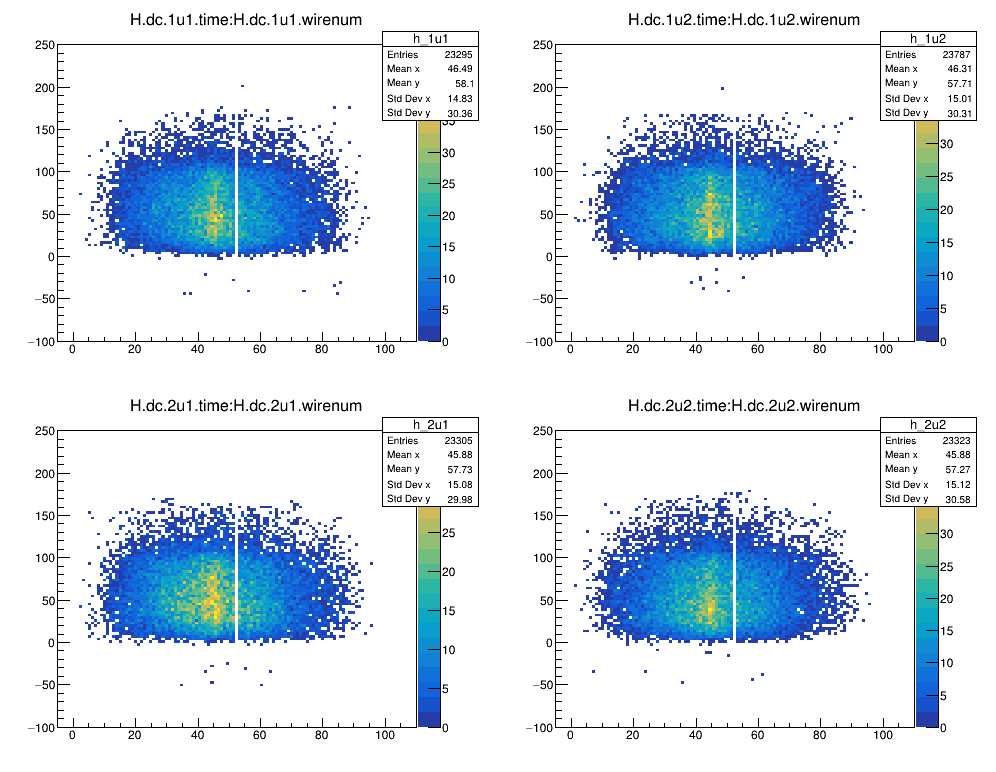 H.dc.1u1.time:H.dc.1u1.wirenum
h_1u1
Entries 23295
Mean x 46.49
Mean y 58.1
Std Dev x 14.83
Std Dev y 30.36
250
200
150
100
50
0
−50
−100
0 20 40 60 80 100
35
30
25
20
15
10
5
0
H.dc.1u2.time:H.dc.1u2.wirenum
h_1u2
Entries 23787
Mean x 46.31
Mean y 57.71
Std Dev x 15.01
Std Dev y 30.31
250
200
150
100
50
0
−50
−100
0 20 40 60 80 100
30
25
20
15
10
5
0
H.dc.2u1.time:H.dc.2u1.wirenum
h_2u1
Entries 23305
Mean x 45.88
Mean y 57.73
Std Dev x 15.08
Std Dev y 29.98
250
200
150
100
50
0
−50
−100
0 20 40 60 80 100
25
20
15
10
5
0
H.dc.2u2.time:H.dc.2u2.wirenum
h_2u2
Entries 23323
Mean x 45.88
Mean y 57.27
Std Dev x 15.12
Std Dev y 30.58
250
200
150
100
50
0
−50
−100
0 20 40 60 80 100
30
25
20
15
10
5
0